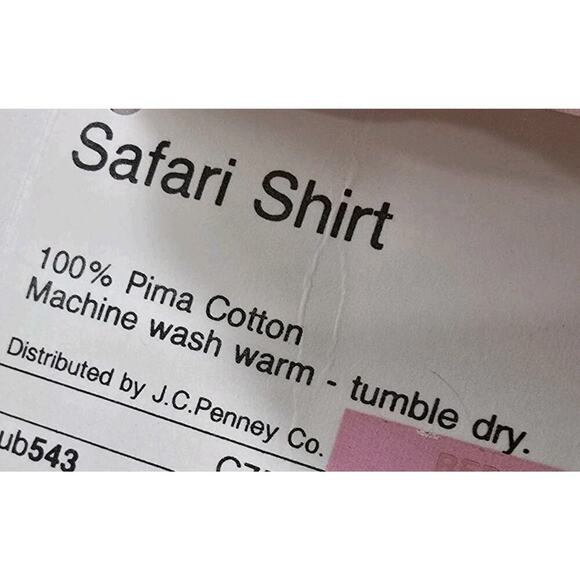 Safari Shirt
100% Pima Cotton
Machine wash warm - tumble dry.
Distributed by J.C.Penney Co.
ub543